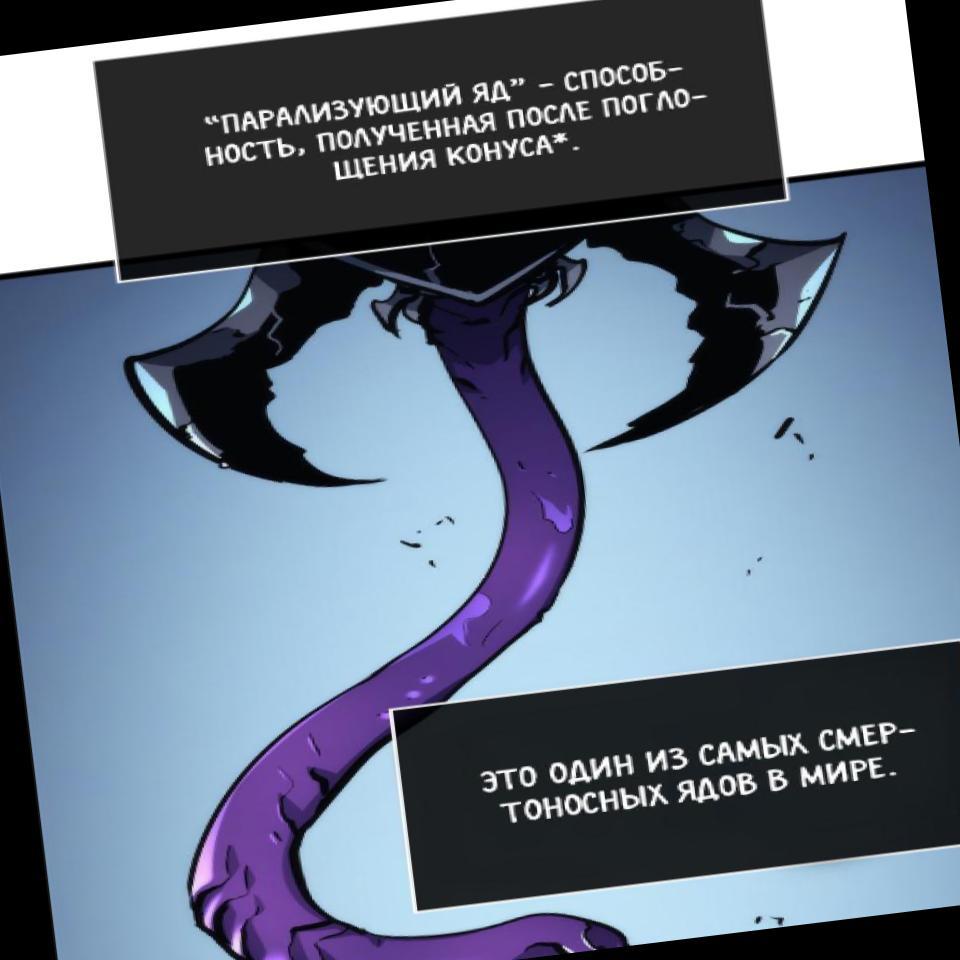 “ПАРАЛИЗУЮЩИЙ ЯД” – СПОСОБ-
НОСТЬ, ПОЛУЧЕННАЯ ПОСЛЕ ПОГЛО-
ЩЕНИЯ КОНУСА*.
ЭТО ОДИН ИЗ САМЫХ СМЕР-
ТОНОСНЫХ ЯДОВ В МИРЕ.